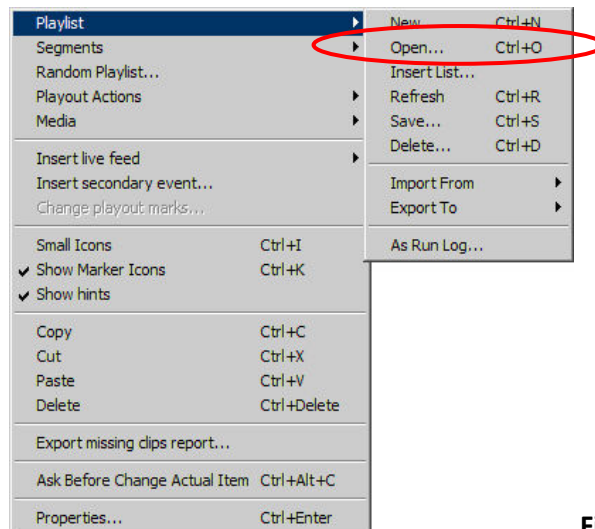 Playlist
Segments
Random Playlist...
Playout Actions
Media
Insert live feed
Insert secondary event...
Change playout marks...
Small Icons Ctrl+I
Show Marker Icons Ctrl+K
Show hints
Copy Ctrl+C
Cut Ctrl+X
Paste Ctrl+V
Delete Ctrl+Delete
Export missing clips report...
Ask Before Change Actual Item Ctrl+Alt+C
Properties... Ctrl+Enter
New Ctrl+N
Open... Ctrl+O
Insert List...
Refresh Ctrl+R
Save... Ctrl+S
Delete... Ctrl+D
Import From
Export To
As Run Log...